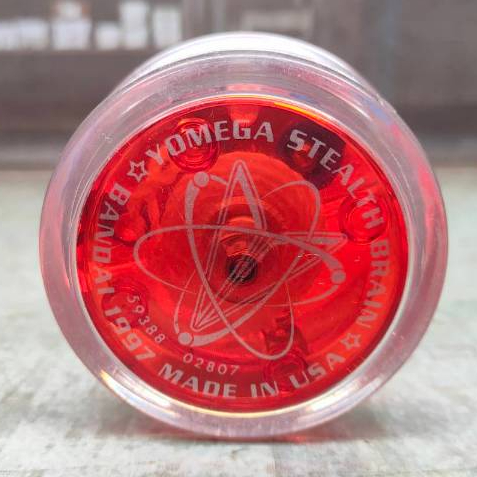 ☆YOMEGA STEALTH BRAIN☆
BANDAI 1997 MADE IN USA
59388 02807